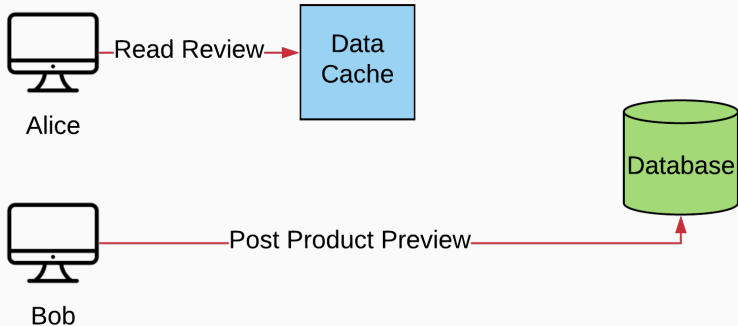 Read Review
Data
Cache
Alice
Database
Post Product Preview
Bob